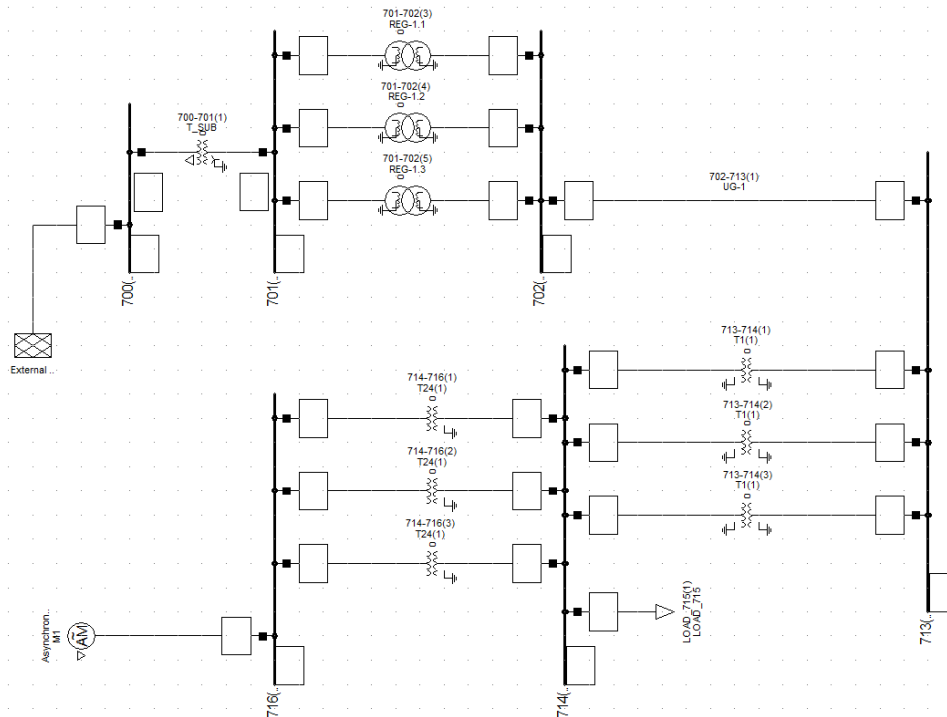 701-702(3)
REG-1.1
701-702(4)
REG-1.2
700-701(1)
T_SUB
701-702(5)
REG-1.3
702-713(1)
UG-1
700(..
701(..
702(..
External ..
713-714(1)
T1(1)
714-716(1)
T24(1)
713-714(2)
T1(1)
714-716(2)
T24(1)
713-714(3)
T1(1)
714-716(3)
T24(1)
Asynchron..
M1
AM
~
LOAD_715(1)
LOAD_715
713(..
716(..
714(..